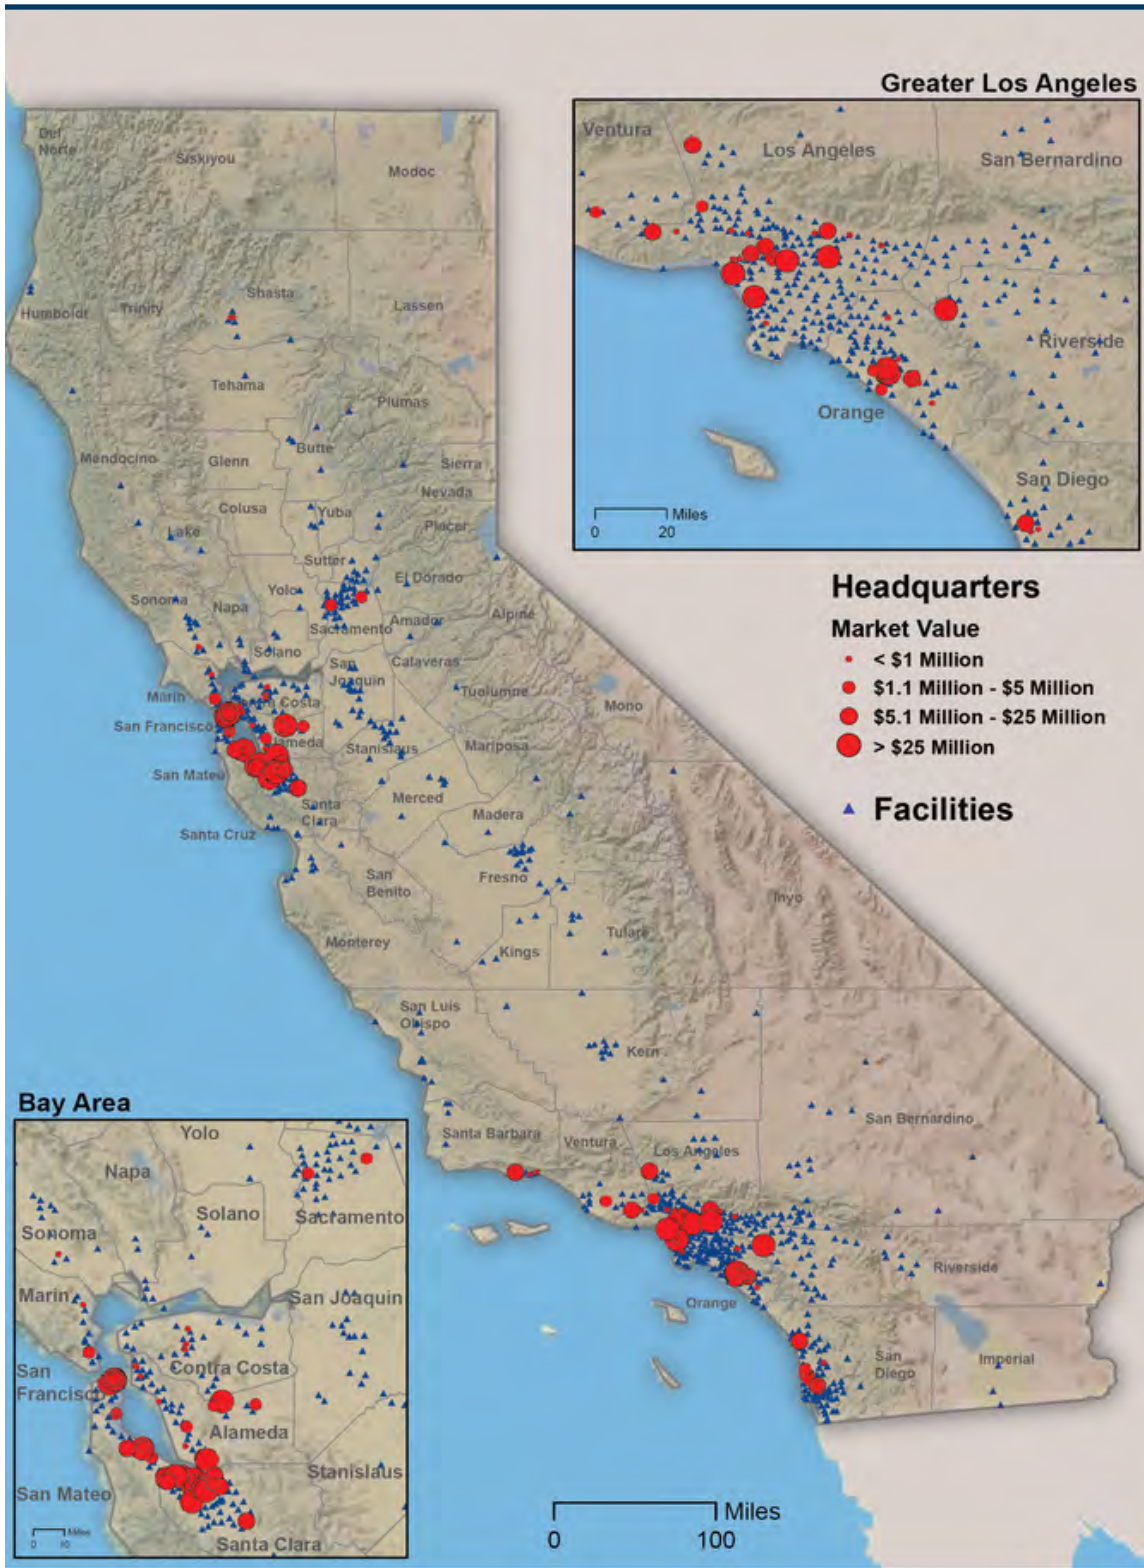 Greater Los Angeles
Ventura
Los Angeles
San Bernardino
Riverside
Orange
San Diego
Miles
0 20
Headquarters
Market Value
< $1 Million
$1.1 Million - $5 Million
$5.1 Million - $25 Million
> $25 Million
Facilities
Del
Norte
Siskiyou
Modoc
Humboldt
Trinity
Shasta
Lassen
Tehama
Plumas
Mendocino
Glenn
Butte
Sierra
Nevada
Colusa
Yuba
Placer
Lake
Sutter
Sonoma
Napa
Yolo
El Dorado
Sacramento
Amador
Alpine
Solano
San
Joaquin
Calaveras
Marin
Costa
Tuolumne
Mono
San Francisco
Alameda
Stanislaus
Mariposa
San Mateo
Santa
Clara
Merced
Madera
Santa Cruz
San
Benito
Fresno
Inyo
Monterey
Kings
Tulare
San Luis
Obispo
Kern
Santa Barbara
Ventura
Los Angeles
San Bernardino
Orange
Riverside
San
Diego
Imperial
Miles
0 100
Bay Area
Yolo
Napa
Solano
Sacramento
Sonoma
Marin
San Joaquin
Contra Costa
San
Francisco
Alameda
Stanislaus
San Mateo
Santa Clara
Miles
0 10